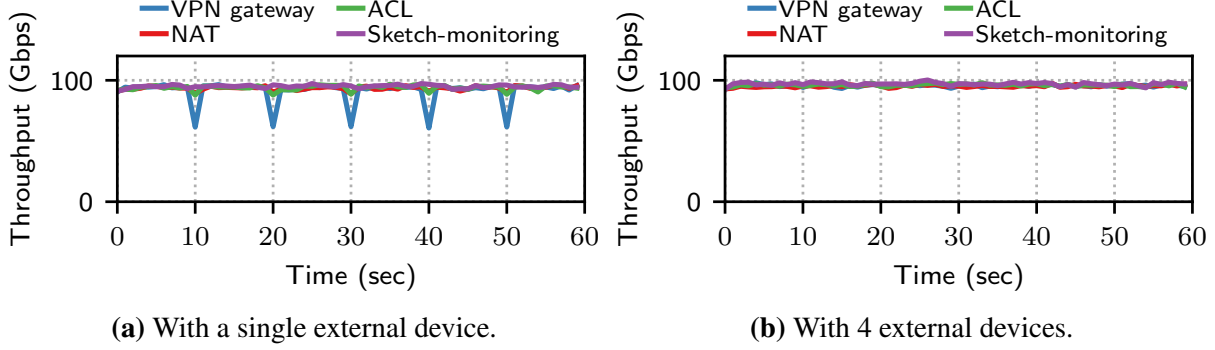 VPN gateway ACL
NAT Sketch-monitoring
Throughput (Gbps)
100
0
0 10 20 30 40 50 60
Time (sec)
(a) With a single external device.
VPN gateway ACL
NAT Sketch-monitoring
Throughput (Gbps)
100
0
0 10 20 30 40 50 60
Time (sec)
(b) With 4 external devices.